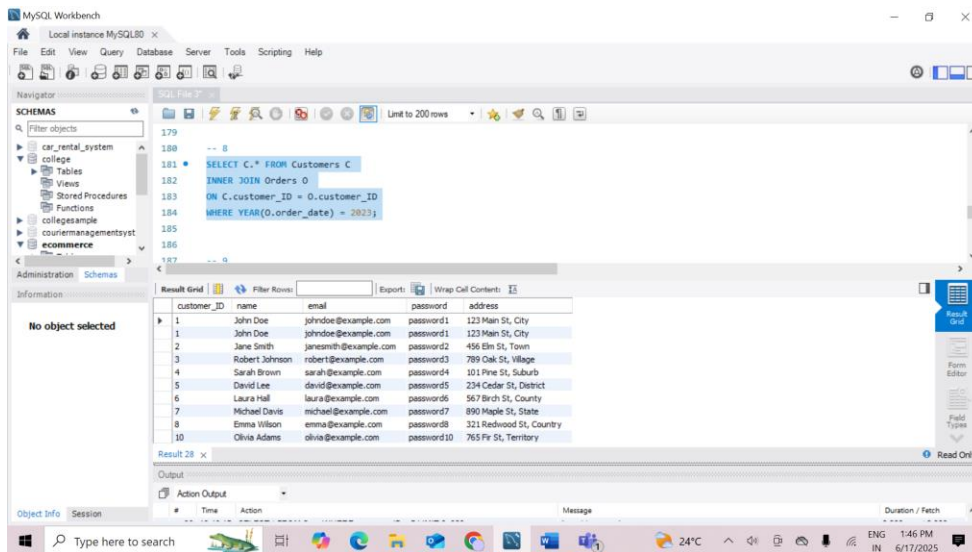 MySQL Workbench
Local instance MySQL80 ×
File Edit View Query Database Server Tools Scripting Help
Navigator
SQL File 3* ×
SCHEMAS
Filter objects
car_rental_system
college
Tables
Views
Stored Procedures
Functions
collegesample
couriermanagementsyst
ecommerce
Administration Schemas
Information
No object selected
Object Info Session
Limit to 200 rows
179
180 -- 8
181 SELECT C.* FROM Customers C
182 INNER JOIN Orders O
183 ON C.customer_ID = O.customer_ID
184 WHERE YEAR(O.order_date) = 2023;
185
186
187 -- 9
Result Grid Filter Rows: Export: Wrap Cell Content:
customer_ID name email password address
1 John Doe johndoe@example.com password1 123 Main St, City
1 John Doe johndoe@example.com password1 123 Main St, City
2 Jane Smith janesmith@example.com password2 456 Elm St, Town
3 Robert Johnson robert@example.com password3 789 Oak St, Village
4 Sarah Brown sarah@example.com password4 101 Pine St, Suburb
5 David Lee david@example.com password5 234 Cedar St, District
6 Laura Hall laura@example.com password6 567 Birch St, County
7 Michael Davis michael@example.com password7 890 Maple St, State
8 Emma Wilson emma@example.com password8 321 Redwood St, Country
10 Olivia Adams olivia@example.com password10 765 Fir St, Territory
Result Grid
Form Editor
Field Types
Result 28 × Read Onl
Output
Action Output
# Time Action Message Duration / Fetch
Type here to search
24°C
ENG
IN
1:46 PM
6/17/2025